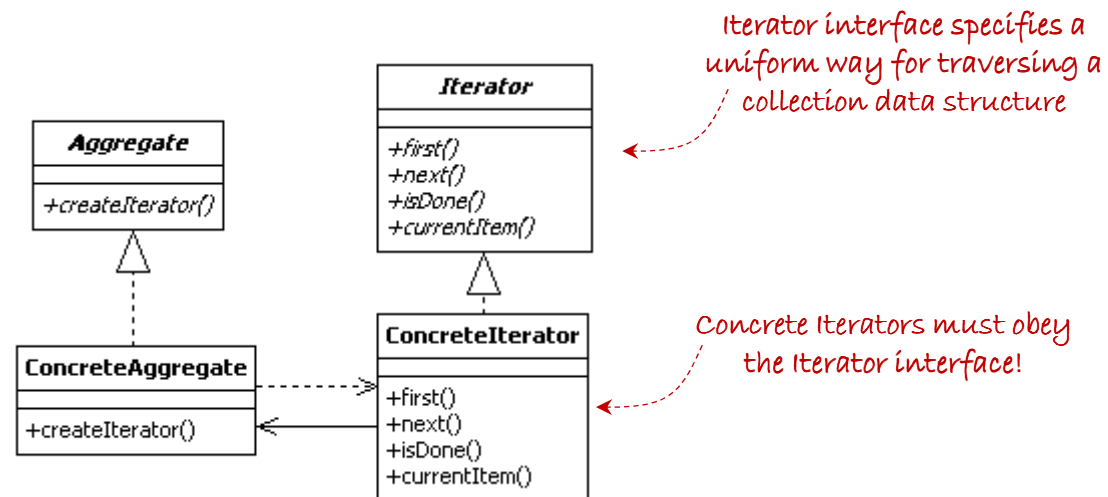 Iterator interface specifies a
uniform way for traversing a
collection data structure
Iterator
+first()
+next()
+isDone()
+currentItem()
Aggregate
+createIterator()
ConcreteIterator
+first()
+next()
+isDone()
+currentItem()
Concrete Iterators must obey
the Iterator interface!
ConcreteAggregate
+createIterator()